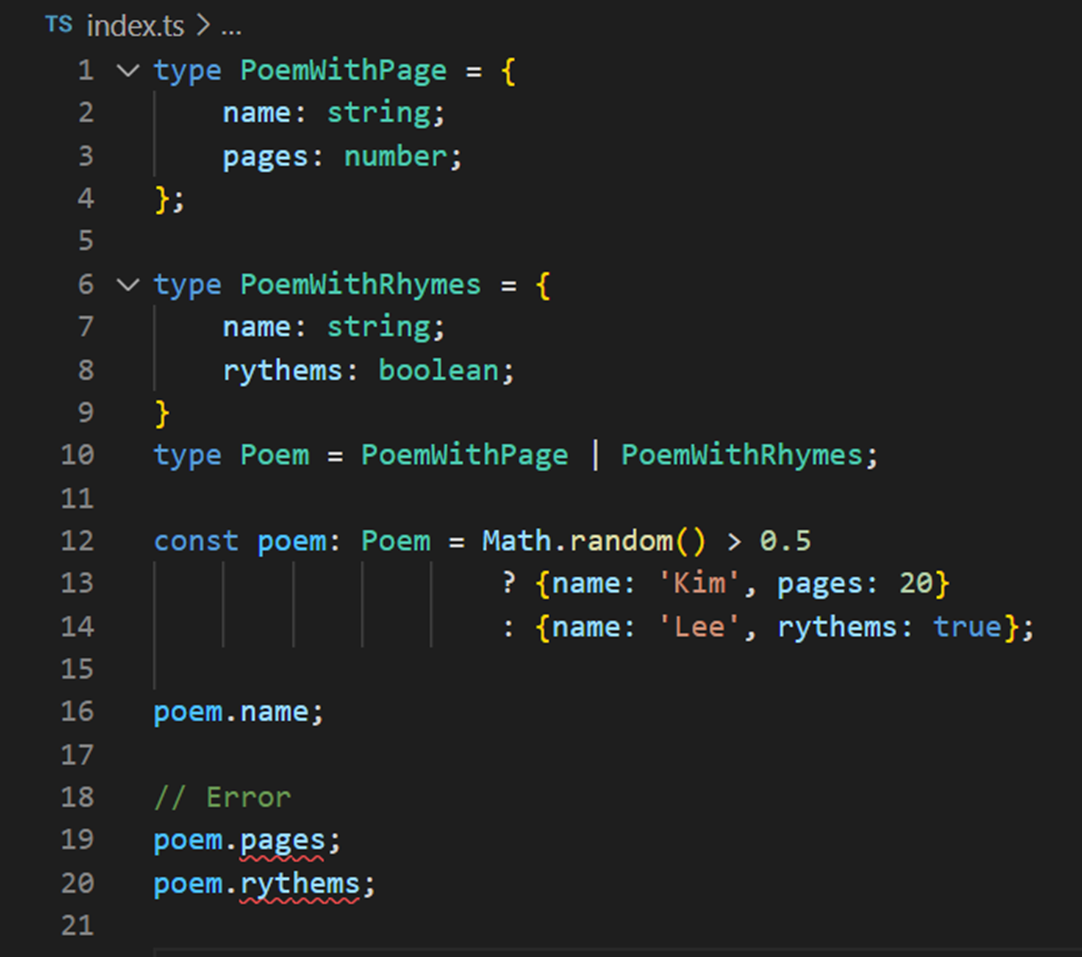 TS index.ts > ...
1 type PoemWithPage = {
2 name: string;
3 pages: number;
4 };
5
6 type PoemWithRhymes = {
7 name: string;
8 rythems: boolean;
9 }
10 type Poem = PoemWithPage | PoemWithRhymes;
11
12 const poem: Poem = Math.random() > 0.5
13 ? {name: 'Kim', pages: 20}
14 : {name: 'Lee', rythems: true};
15
16 poem.name;
17
18 // Error
19 poem.pages;
20 poem.rythems;
21